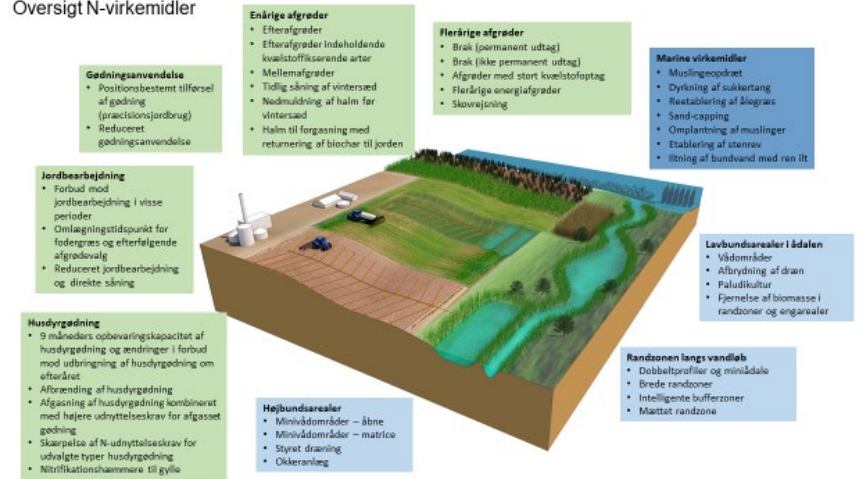 Oversigt N-virkemidler
Enårige afgrøder
• Efterafgrøder
• Efterafgrøder indeholdende
kvælstoffikserende arter
• Mellemafgrøder
• Tidlig såning af vintersæd
• Nedmuldning af halm før
vintersæd
• Halm til forgasning med
returnering af biochar til jorden
Flerårige afgrøder
• Brak (permanent udtag)
• Brak (ikke permanent udtag)
• Afgrøder med stort kvælstofoptag
• Flerårige energiafgrøder
• Skovrejsning
Marine virkemidler
• Muslingeopdræt
• Dyrkning af sukkertang
• Reetablering af ålegræs
• Sand-capping
• Omplantning af muslinger
• Etablering af stenrev
• Iltning af bundvand med ren ilt
Gødningsanvendelse
• Positionsbestemt tilførsel
af gødning
(præcisionsjordbrug)
• Reduceret
gødningsanvendelse
Jordbearbejdning
• Forbud mod
jordbearbejdning i visse
perioder
• Omlægningstidspunkt for
fodergræs og efterfølgende
afgrødevalg
• Reduceret jordbearbejdning
og direkte såning
Lavbundsarealer i ådalen
• Vådområder
• Afbrydning af dræn
• Paludikultur
• Fjernelse af biomasse i
randzoner og engarealer
Husdyrgødning
• 9 måneders opbevaringskapacitet af
husdyrgødning og ændringer i forbud
mod udbringning af husdyrgødning om
efteråret
• Afbrænding af husdyrgødning
• Afgasning af husdyrgødning kombineret
med højere udnyttelseskrav for afgasset
gødning
• Skærpelse af N-udnyttelseskrav for
udvalgte typer husdyrgødning
• Nitrifikationshæmmere til gylle
Randzonen langs vandløb
• Dobbeltprofiler og miniådale
• Brede randzoner
• Intelligente bufferzoner
• Mættet randzone
Højbundsarealer
• Minivådområder – åbne
• Minivådområder – matrice
• Styret dræning
• Okkeranlæg